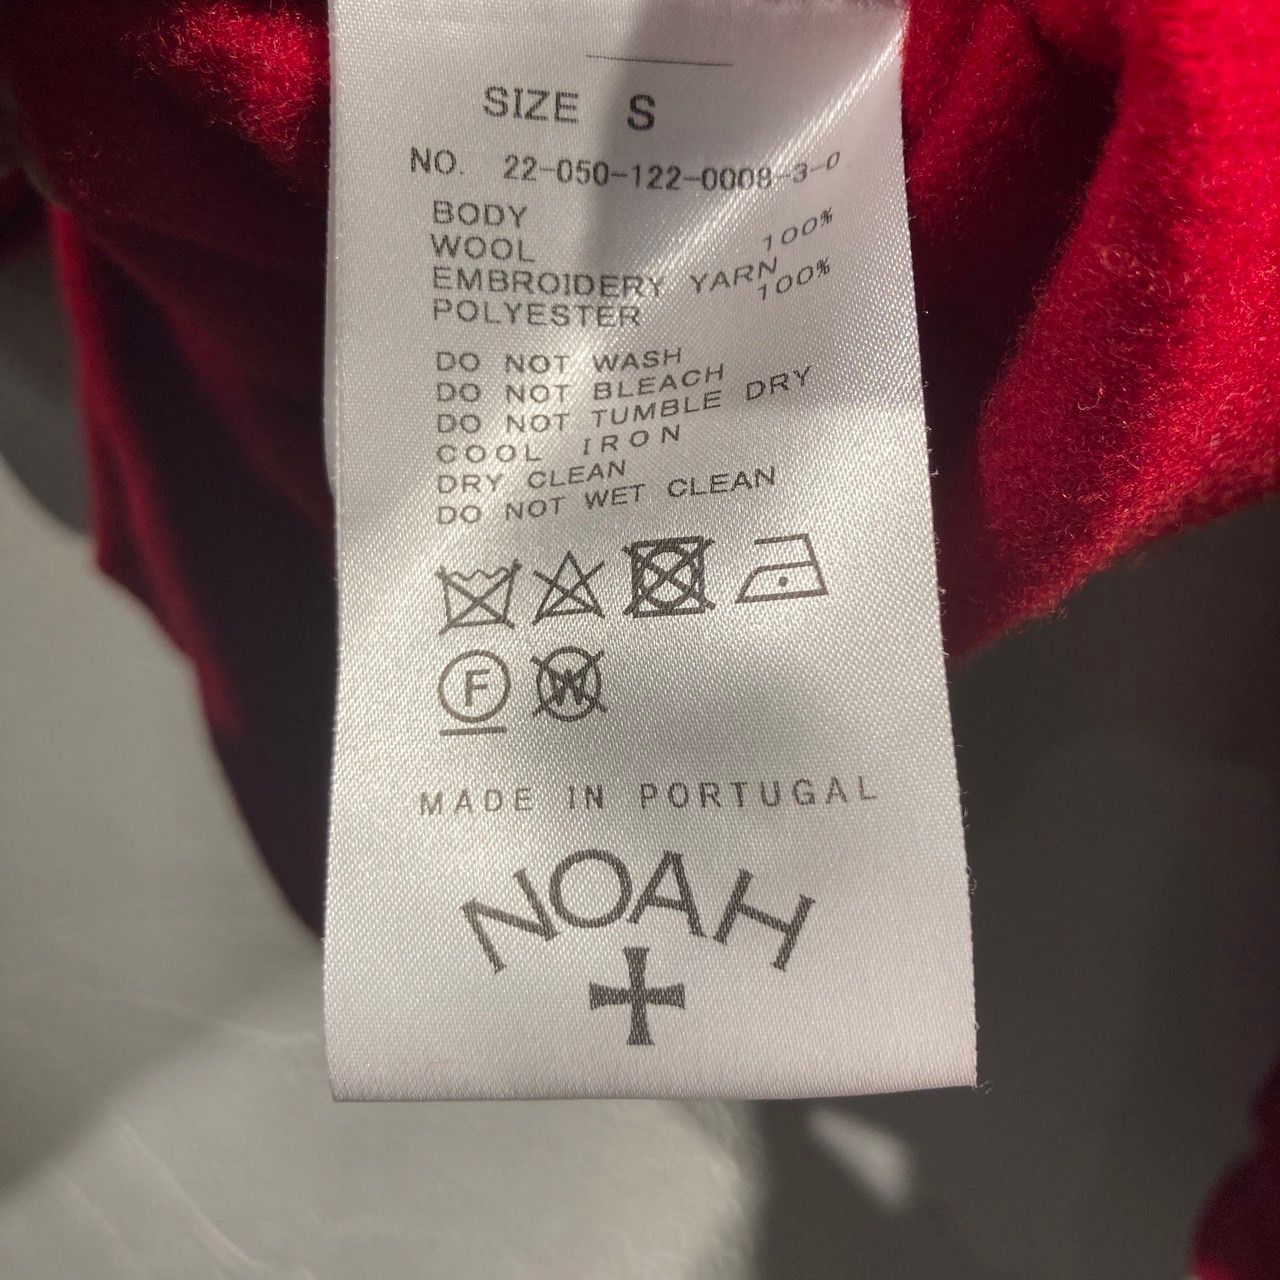 SIZE S
NO. 22-050-122-0008-3-0
BODY
WOOL 100%
EMBROIDERY YARN
POLYESTER 100%
DO NOT WASH
DO NOT BLEACH
DO NOT TUMBLE DRY
COOL IRON
DRY CLEAN
DO NOT WET CLEAN
F W
MADE IN PORTUGAL
NOAH